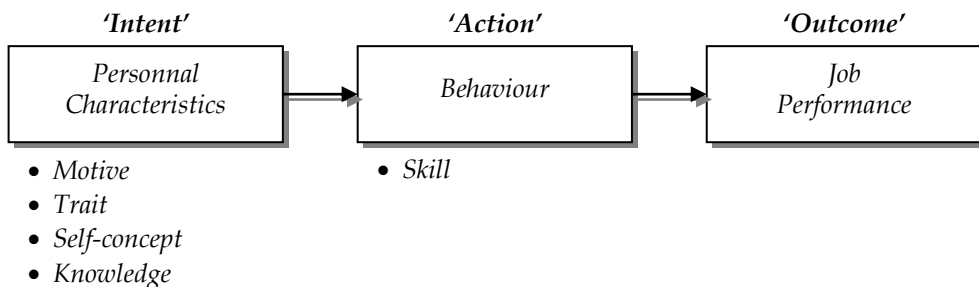 'Intent'
'Action'
'Outcome'
Personnal
Characteristics
Behaviour
Job
Performance
• Motive
• Trait
• Self-concept
• Knowledge
• Skill